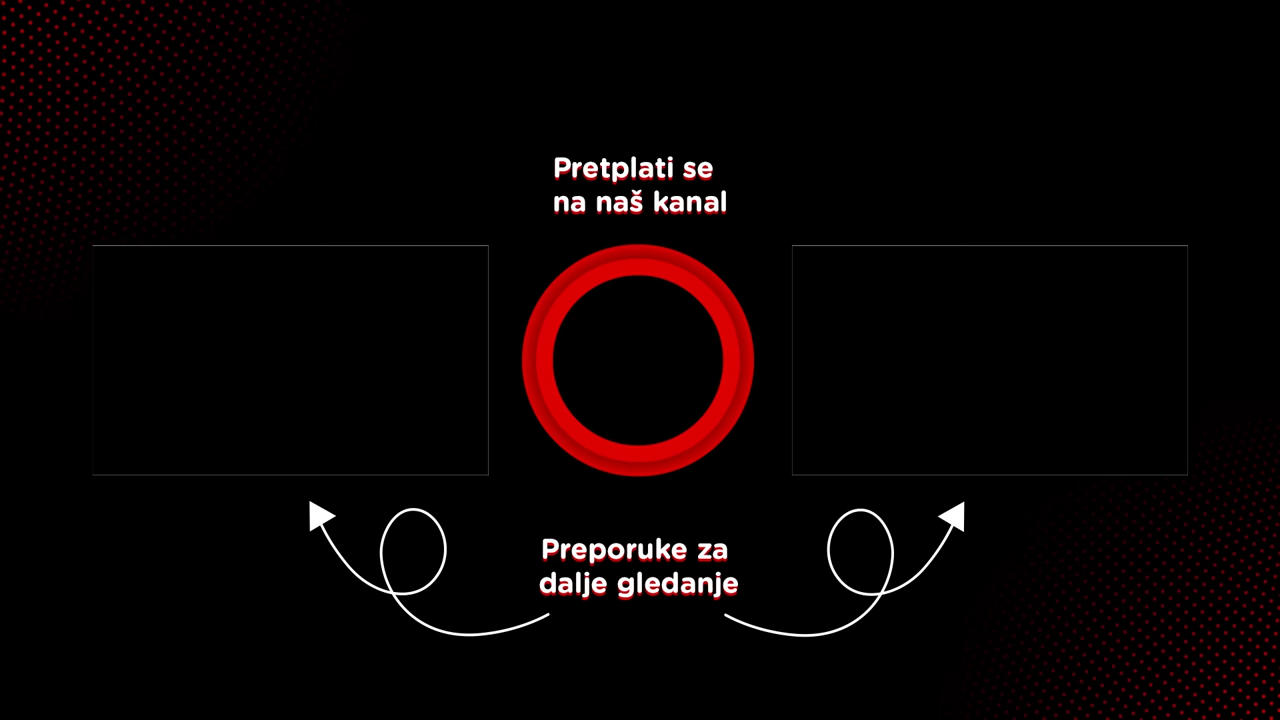 Pretplati se
na naš kanal
Preporuke za
dalje gledanje